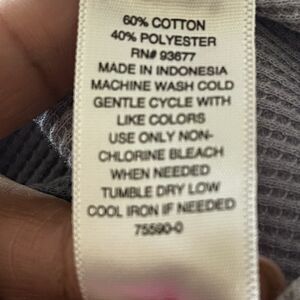 60% COTTON
40% POLYESTER
RN# 93677
MADE IN INDONESIA
MACHINE WASH COLD
GENTLE CYCLE WITH
LIKE COLORS
USE ONLY NON-
CHLORINE BLEACH
WHEN NEEDED
TUMBLE DRY LOW
COOL IRON IF NEEDED
75590-0